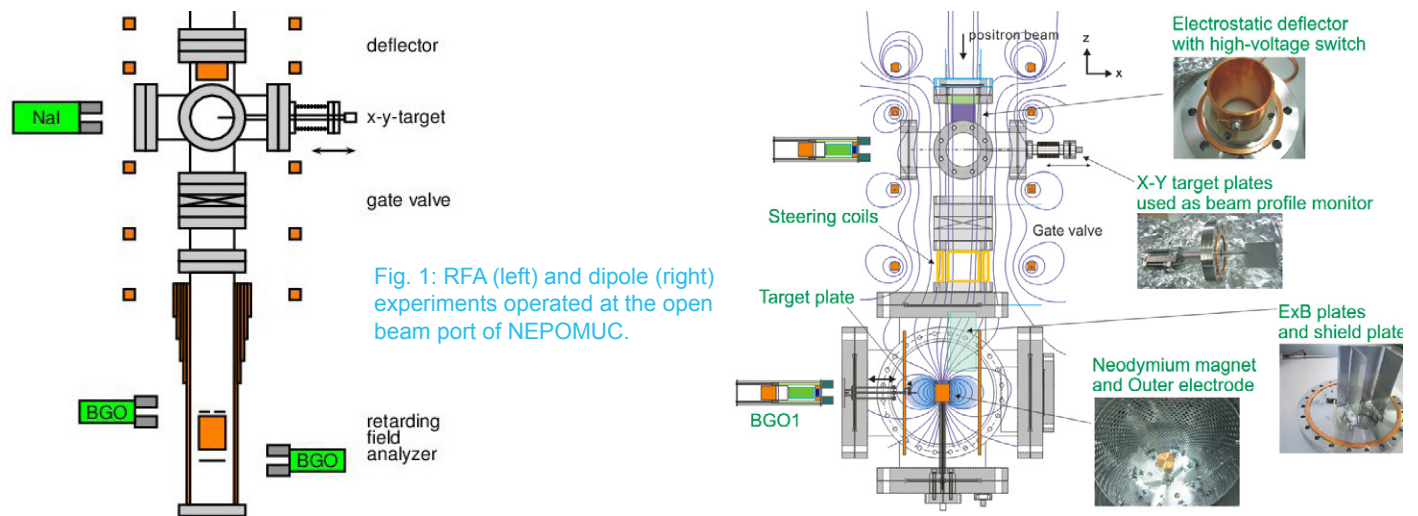 deflector
NaI
x-y-target
gate valve
BGO
BGO
retarding
field
analyzer
Fig. 1: RFA (left) and dipole (right)
experiments operated at the open
beam port of NEPOMUC.
positron beam
z
x
Electrostatic deflector
with high-voltage switch
X-Y target plates
used as beam profile monitor
Steering coils
Gate valve
Target plate
ExB plates
and shield plate
Neodymium magnet
and Outer electrode
BGO1